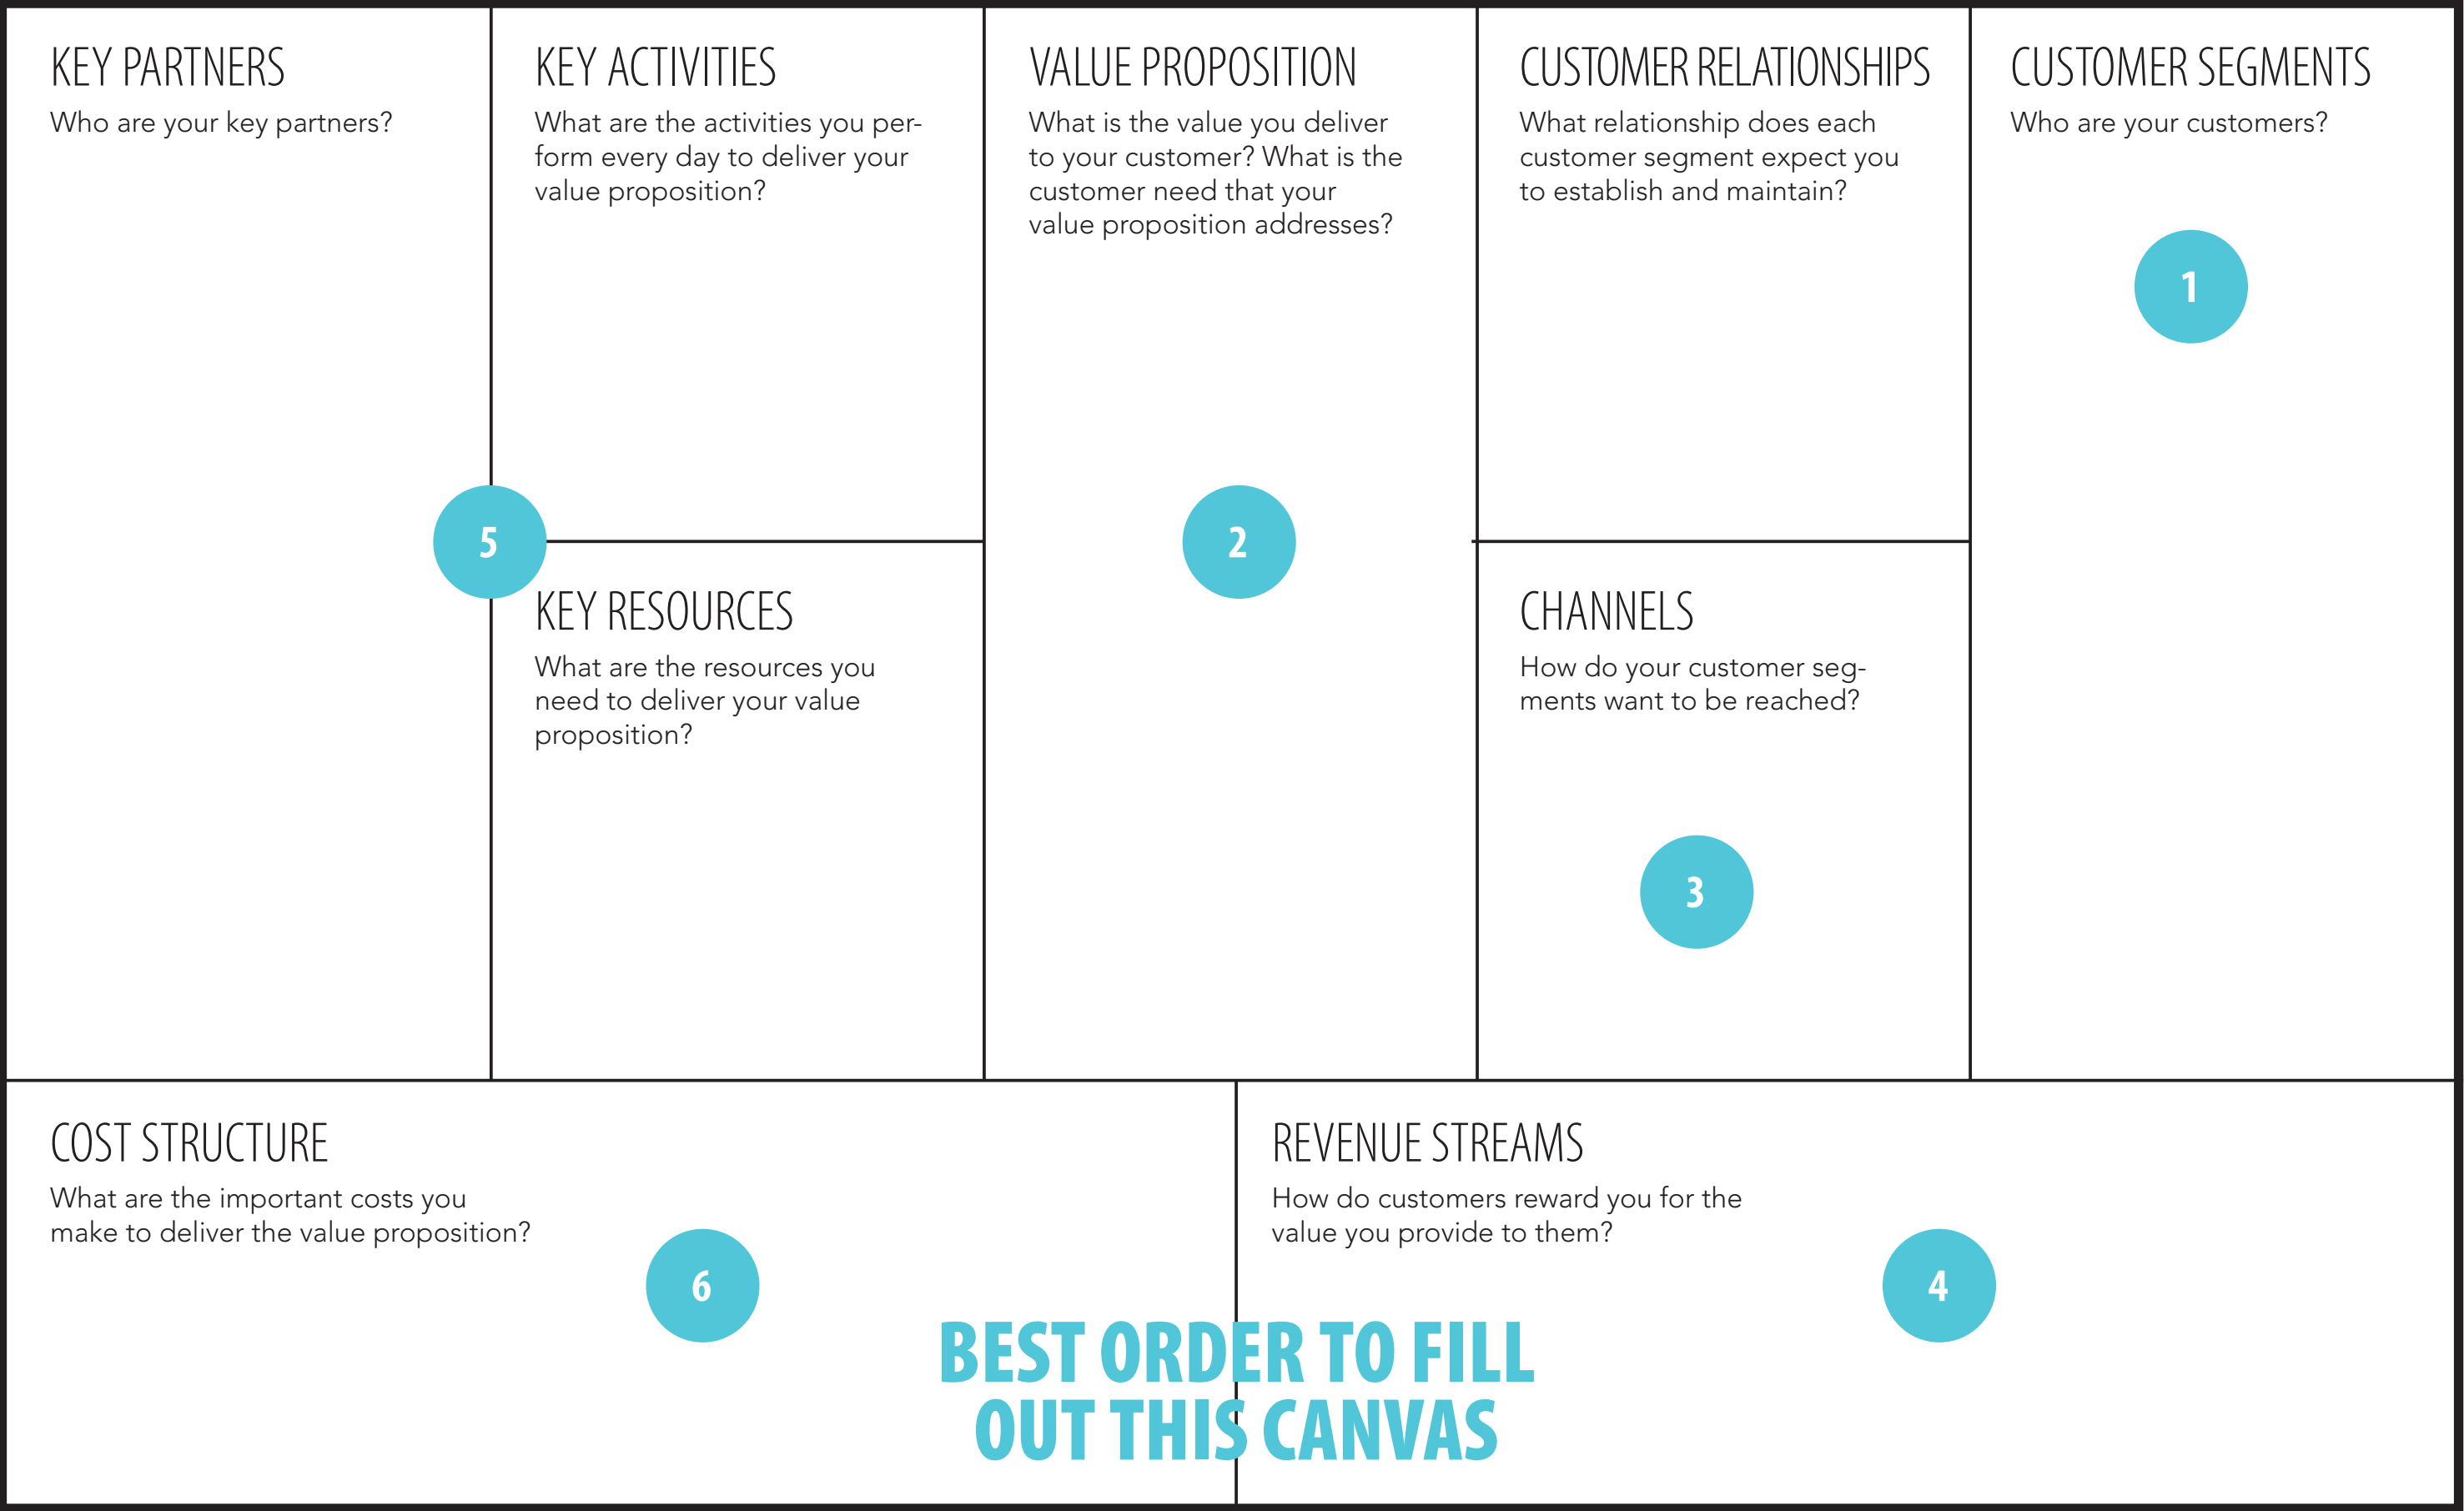 KEY PARTNERS
Who are your key partners?
KEY ACTIVITIES
What are the activities you per-
form every day to deliver your
value proposition?
VALUE PROPOSITION
What is the value you deliver
to your customer? What is the
customer need that your
value proposition addresses?
CUSTOMER RELATIONSHIPS
What relationship does each
customer segment expect you
to establish and maintain?
CUSTOMER SEGMENTS
Who are your customers?
1
5
2
KEY RESOURCES
What are the resources you
need to deliver your value
proposition?
CHANNELS
How do your customer seg-
ments want to be reached?
3
COST STRUCTURE
What are the important costs you
make to deliver the value proposition?
6
REVENUE STREAMS
How do customers reward you for the
value you provide to them?
4
BEST ORDER TO FILL
OUT THIS CANVAS